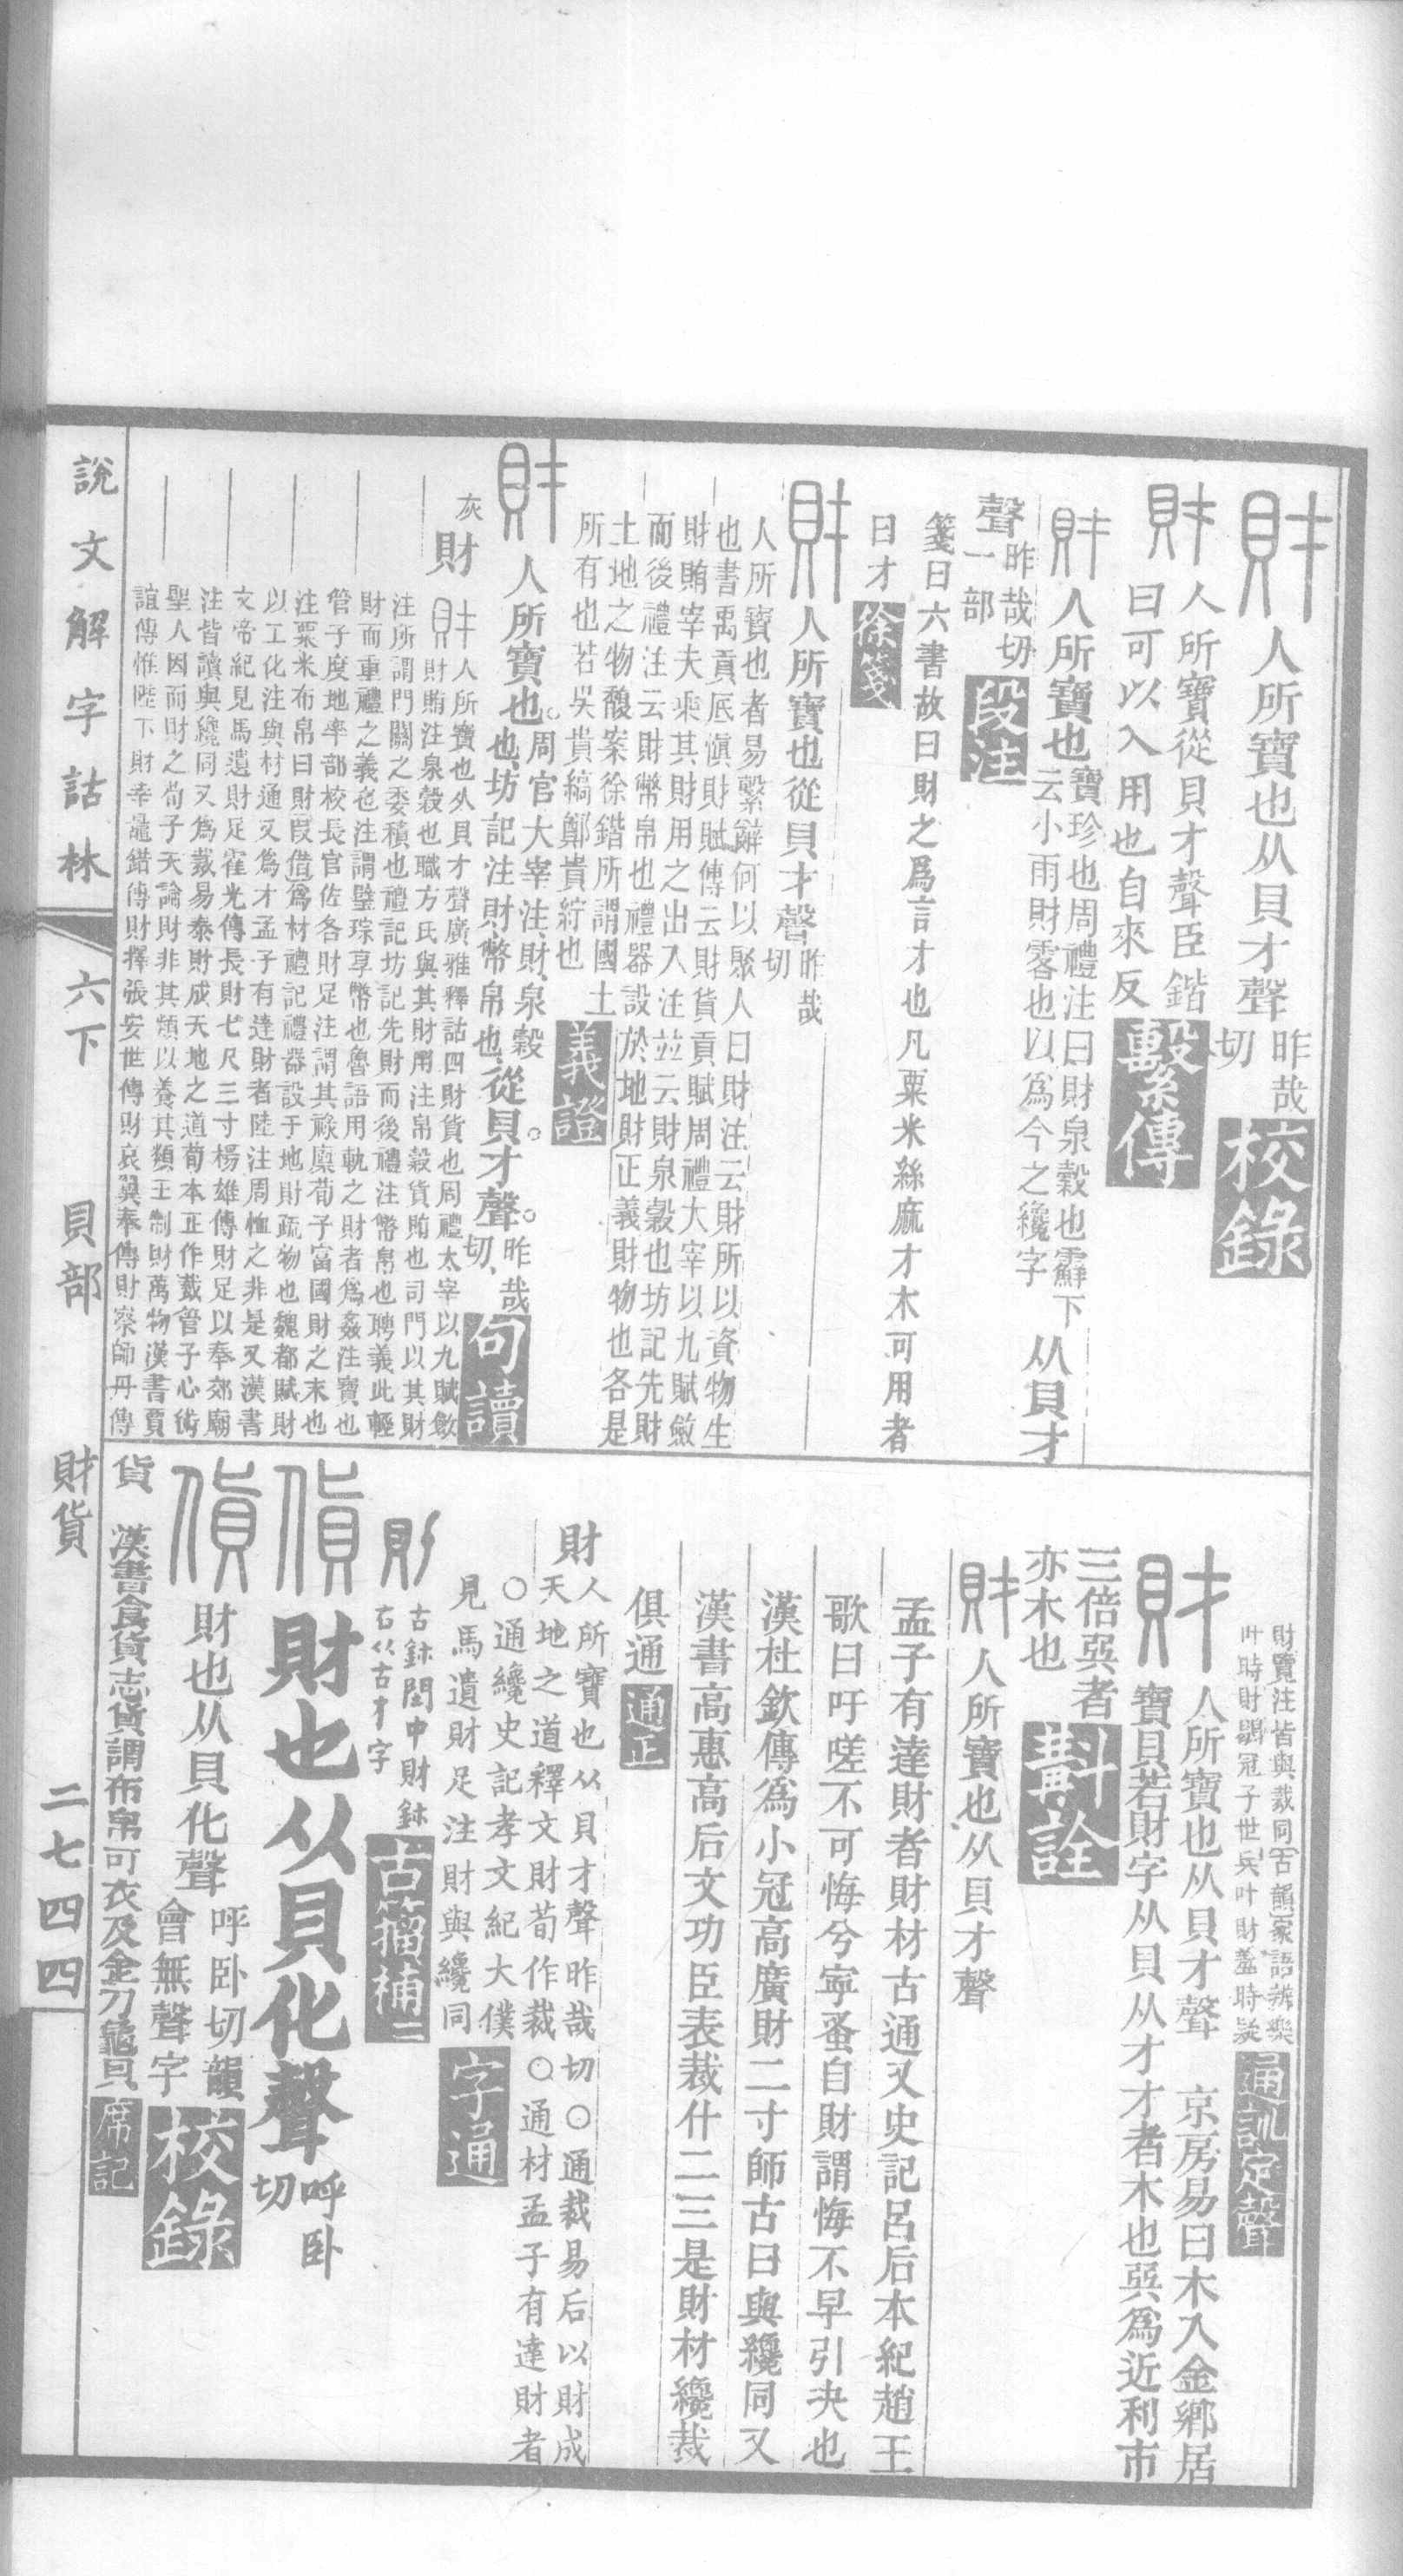 財 人所寶也从貝才聲昨哉切 校錄
財 人所寶從貝才聲臣鍇
曰可以入用也自來反 繫傳
財 人所寶也寶珍也周禮注曰財泉穀也䨘下
云小雨財零也以爲今之纔字 从貝才
聲昨哉切一部 段注
箋曰六書故曰財之爲言才也凡粟米絲麻才木可用者
曰才 徐箋
財 人所寶也從貝才聲昨哉切
人所寶也者易繫辭何以聚人曰財注云財所以資物生
也書禹貢厎愼財賦傳云財貨貢賦周禮大宰以九賦斂
財賄宰夫乘其財用之出入注並云財泉穀也坊記先財
而後禮注云財幣帛也禮器設於地財正義財物也各是
土地之物馥案徐鍇所謂國土
所有也若吳貴縞鄭貴紵也 義證
財 人所寶也周官大宰注財泉穀
也坊記注財幣帛也從貝才聲昨哉切 句讀
灰 財
財 人所寶也从貝才聲廣雅釋詁四財貨也周禮太宰以九賦斂
財賄注泉穀也職方氏與其財用注帛穀貨賄也司門以其財
注所謂門關之委積也禮記坊記先財而後禮注幣帛也聘義此輕
財而重禮之義也注謂璧琮享幣也魯語用軌之財者爲姦注寶也
管子度地率部校長官佐各財足注謂其祿廩荀子富國財之末也
注粟米布帛曰財叚借爲材禮記禮器設于地財疏物也魏都賦財
以工化注與材通又爲才孟子有達財者陸注周恤之非是又漢書
文帝紀見馬遺財足霍光傳長財七尺三寸楊雄傳財足以奉郊廟
注皆讀與纔同又爲裁易泰財成天地之道荀本正作裁管子心術
聖人因而財之荀子天論財非其類以養其類王制財萬物漢書賈
誼傳惟陛下財幸鼂錯傳財擇張安世傳財哀翼奉傳財察師丹傳
財覽注皆與裁同古韻家語辨樂
叶時財鶡冠子世兵叶財羞時疑 通訓定聲
財 人所寶也从貝才聲 京房易曰木入金鄉居
寶貝若財字从貝从才才者木也巽爲近利市
三倍巽者
亦木也 斠詮
財 人所寶也从貝才聲
孟子有達財者財材古通又史記呂后本紀趙王
歌曰吁嗟不可悔兮寧蚤自財謂悔不早引決也
漢杜欽傳爲小冠高廣財二寸師古曰與纔同又
漢書高惠高后文功臣表裁什二三是財材纔裁
俱通 通正
財 人所寶也从貝才聲昨哉切○通裁易后以財成
天地之道釋文財荀作裁○通材孟子有達財者
○通纔史記孝文紀大僕
見馬遺財足注財與纔同 字通
財 古鉨閏中財鉨
右从古才字 古籀補二
貨 財也从貝化聲呼卧切
貨 財也从貝化聲呼卧切韻
會無聲字 校錄
貨 漢書食貨志貨謂布帛可衣及金刀龜貝 席記
說文解字詁林 六下 貝部 財貨 二七四四